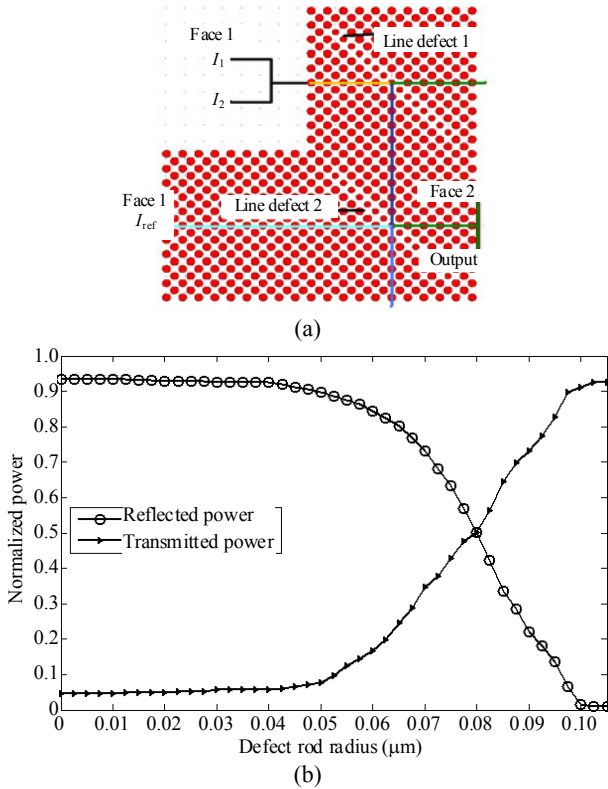 Face 1
Line defect 1
I1
I2
Face 1
Iref
Line defect 2
Face 2
Output
(a)
1.0
0.9
0.8
0.7
0.6
0.5
0.4
0.3
0.2
0.1
0
Normalized power
Reflected power
Transmitted power
0 0.01 0.02 0.03 0.04 0.05 0.06 0.07 0.08 0.09 0.10
Defect rod radius (μm)
(b)